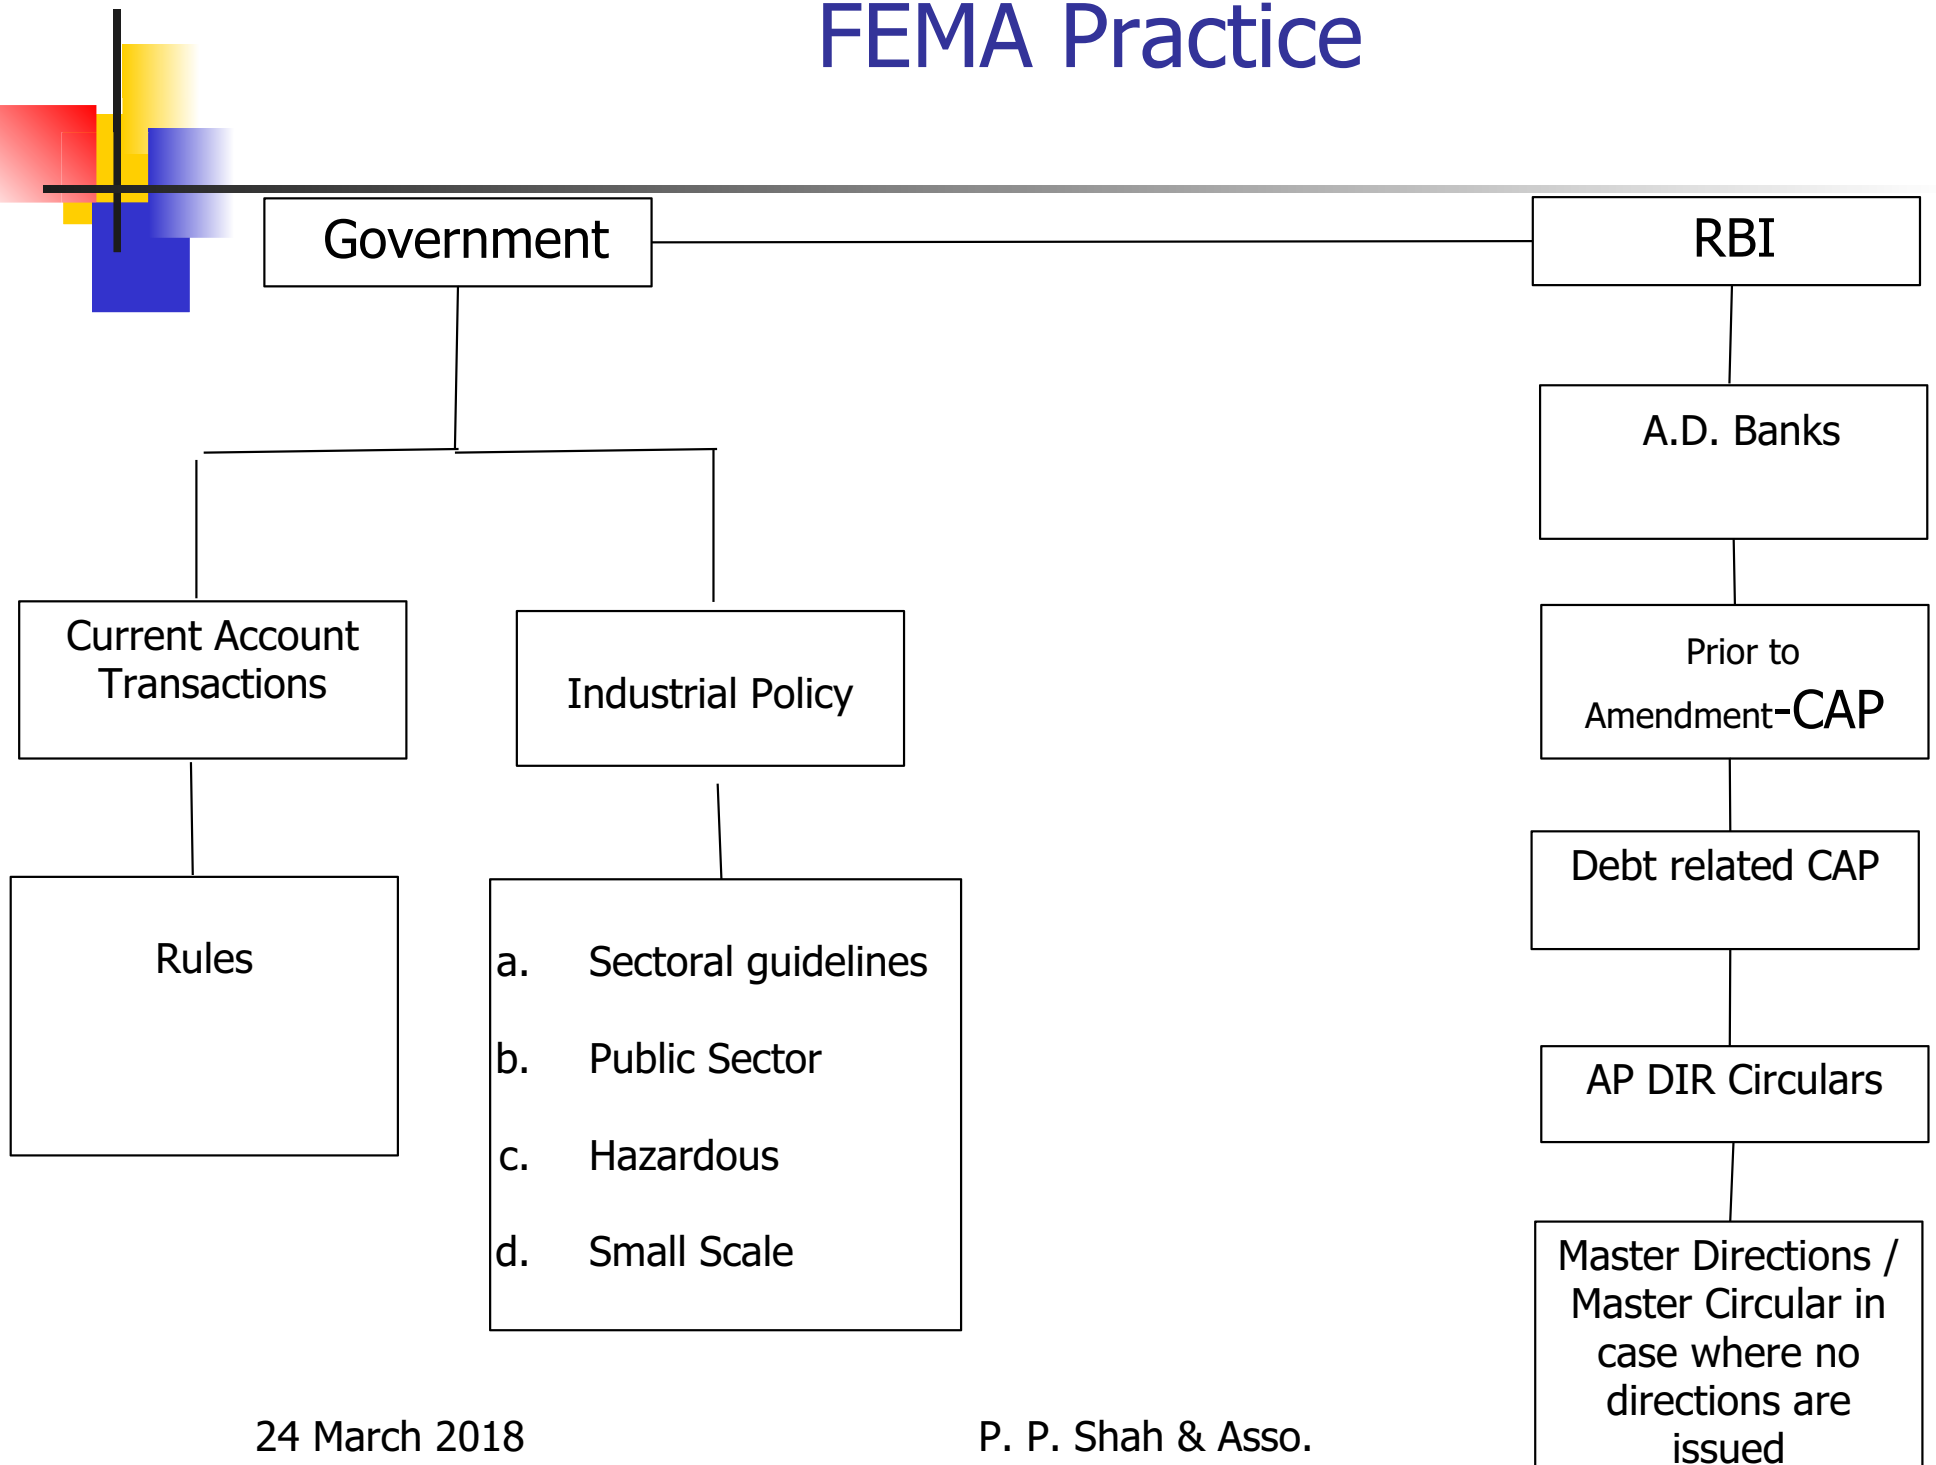 FEMA Practice
Government
RBI
A.D. Banks
Current Account
Transactions
Industrial Policy
Prior to
Amendment-CAP
Rules
a. Sectoral guidelines
b. Public Sector
c. Hazardous
d. Small Scale
Debt related CAP
AP DIR Circulars
Master Directions /
Master Circular in
case where no
directions are
issued
24 March 2018
P. P. Shah & Asso.